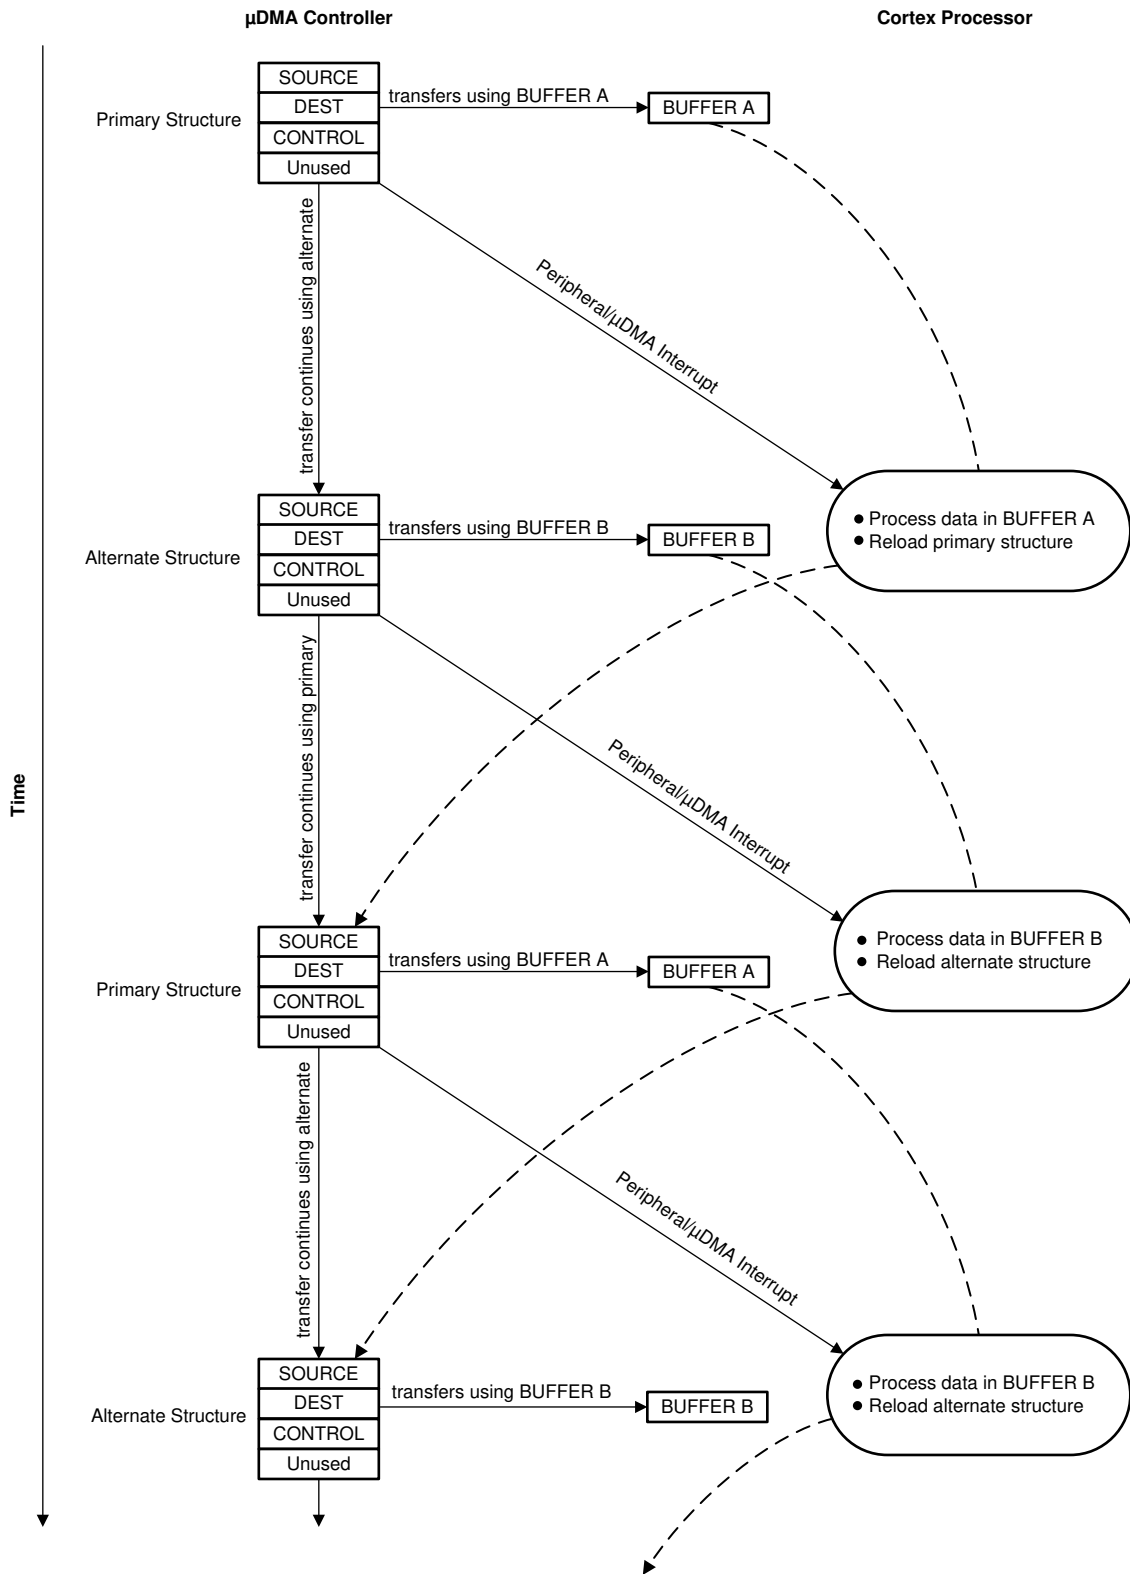 µDMA Controller
Cortex Processor
Time
Primary Structure
SOURCE
DEST
CONTROL
Unused
transfers using BUFFER A
BUFFER A
transfer continues using alternate
Peripheral/µDMA Interrupt
● Process data in BUFFER A
● Reload primary structure
Alternate Structure
SOURCE
DEST
CONTROL
Unused
transfers using BUFFER B
BUFFER B
transfer continues using primary
Peripheral/µDMA Interrupt
● Process data in BUFFER B
● Reload alternate structure
Primary Structure
SOURCE
DEST
CONTROL
Unused
transfers using BUFFER A
BUFFER A
transfer continues using alternate
Peripheral/µDMA Interrupt
● Process data in BUFFER B
● Reload alternate structure
Alternate Structure
SOURCE
DEST
CONTROL
Unused
transfers using BUFFER B
BUFFER B